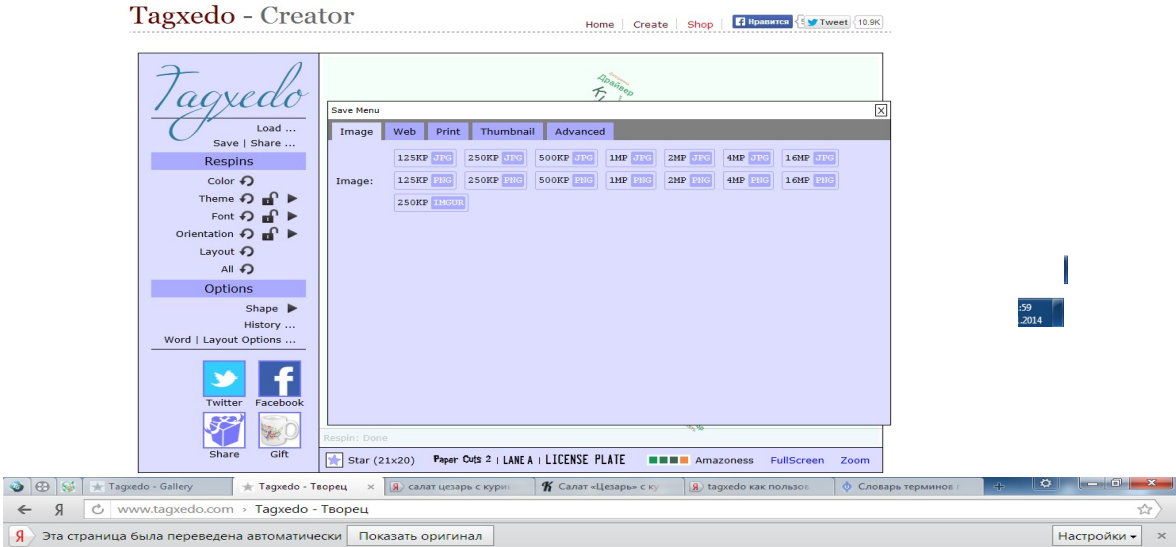 Tagxedo - Creator
Home | Create | Shop
Нравится
Tweet 10.9K
Tagxedo
Load ...
Save | Share ...
Respins
Color
Theme
Font
Orientation
Layout
All
Options
Shape
History ...
Word | Layout Options ...
Twitter Facebook
Share Gift
Драйвер
Save Menu X
Image Web Print Thumbnail Advanced
125KP JPG 250KP JPG 500KP JPG 1MP JPG 2MP JPG 4MP JPG 16MP JPG
Image: 125KP PNG 250KP PNG 500KP PNG 1MP PNG 2MP PNG 4MP PNG 16MP PNG
250KP IMGUR
Respin: Done
Star (21x20) Paper Cuts 2 | LANE A | LICENSE PLATE Amazoness FullScreen Zoom
:59
.2014
Tagxedo - Gallery Tagxedo - Творец × салат цезарь с кури Салат «Цезарь» с ку tagxedo как пользов Словарь терминов
Я www.tagxedo.com › Tagxedo - Творец
Я Эта страница была переведена автоматически Показать оригинал Настройки ×